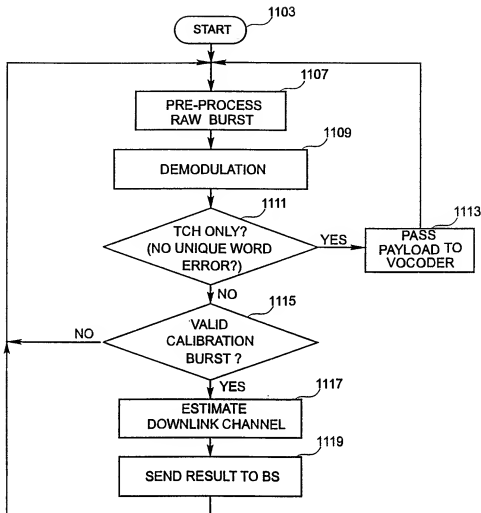 1103
START
1107
PRE-PROCESS
RAW BURST
1109
DEMODULATION
1111
TCH ONLY?
(NO UNIQUE WORD
ERROR?)
YES
1113
PASS
PAYLOAD TO
VOCODER
NO
1115
VALID
CALIBRATION
BURST ?
NO
YES
1117
ESTIMATE
DOWNLINK CHANNEL
1119
SEND RESULT TO BS